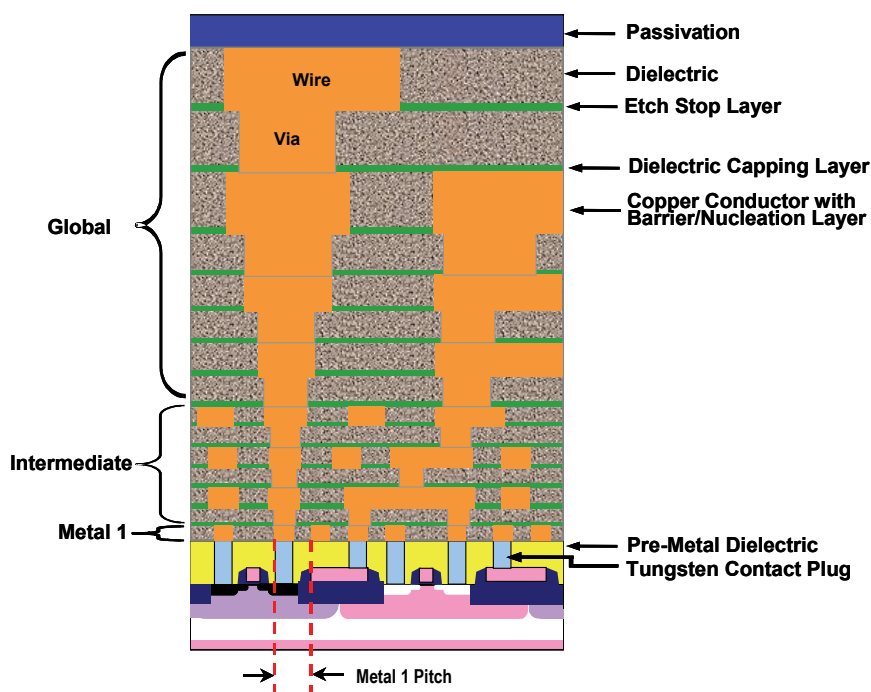 Passivation
Wire
Dielectric
Etch Stop Layer
Via
Dielectric Capping Layer
Copper Conductor with
Barrier/Nucleation Layer
Global
Intermediate
Metal 1
Pre-Metal Dielectric
Tungsten Contact Plug
Metal 1 Pitch